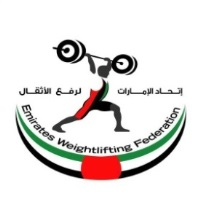 إتحاد الإمارات لرفع الأثقال
Emirates Weightlifting Federation